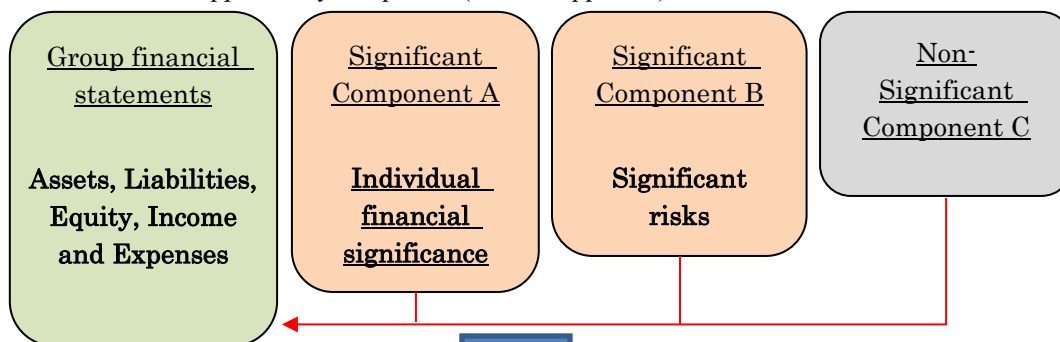 Group financial
statements
Assets, Liabilities,
Equity, Income
and Expenses
Significant
Component A
Individual
financial
significance
Significant
Component B
Significant
risks
Non-
Significant
Component C